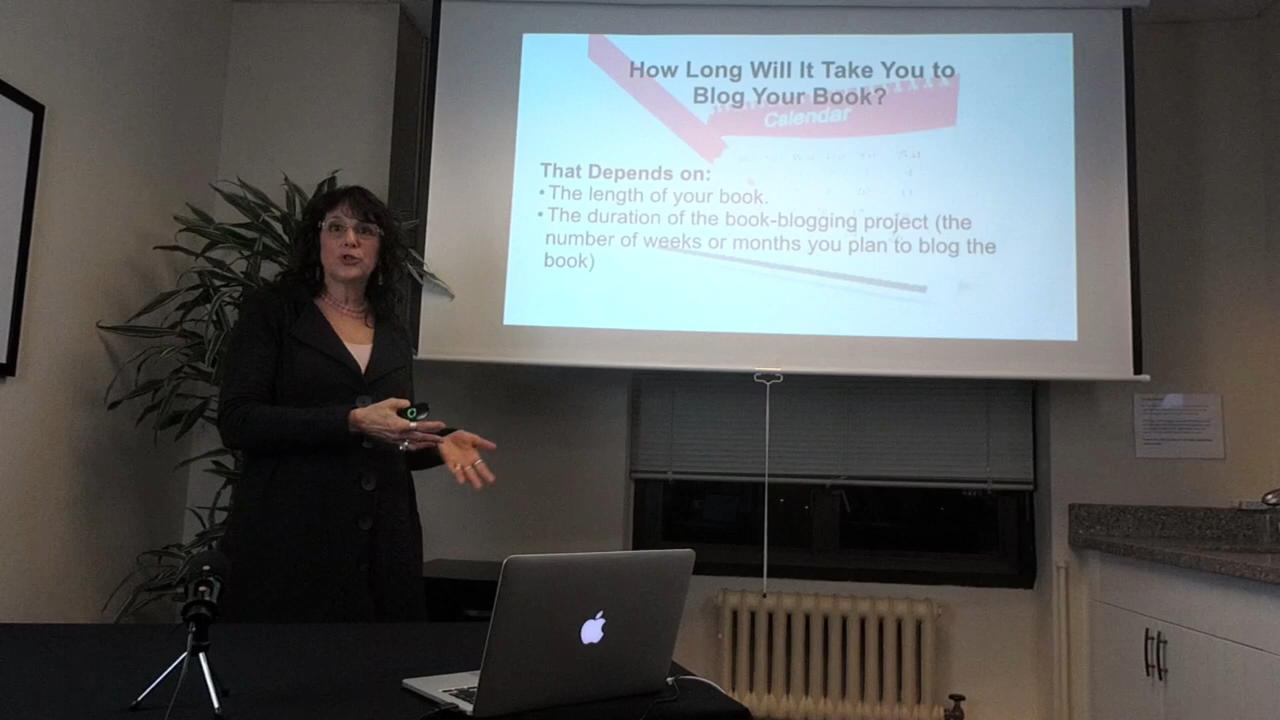 How Long Will It Take You to
Blog Your Book?
Calendar
That Depends on:
•The length of your book.
•The duration of the book-blogging project (the
number of weeks or months you plan to blog the
book)